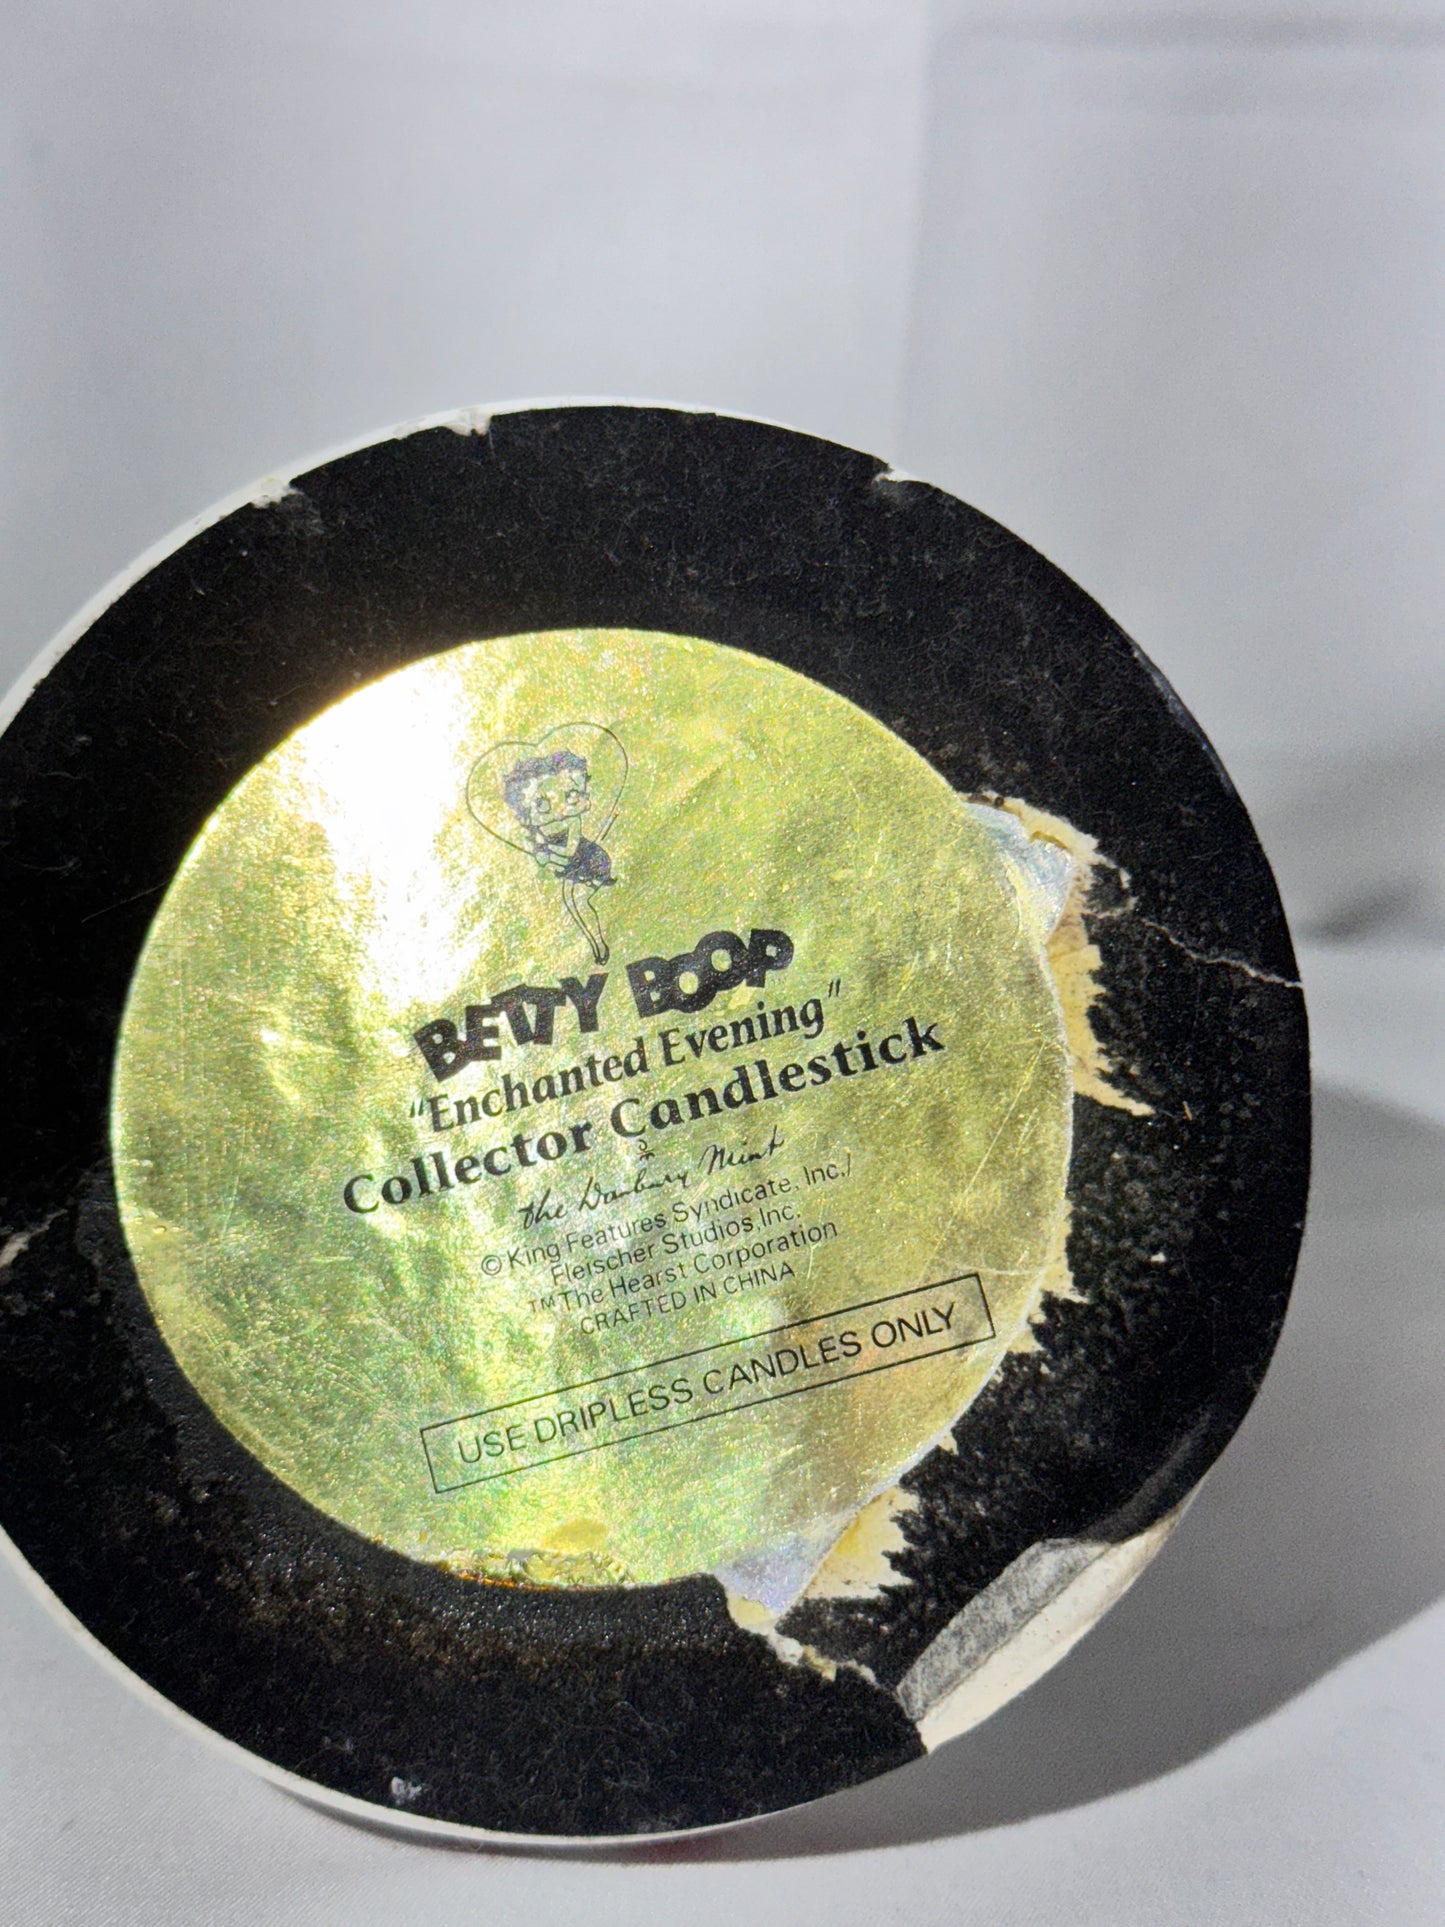 BETTY BOOP
"Enchanted Evening"
Collector Candlestick
the Danbury Mint
© King Features Syndicate, Inc./
Fleischer Studios, Inc.
™ The Hearst Corporation
CRAFTED IN CHINA
USE DRIPLESS CANDLES ONLY